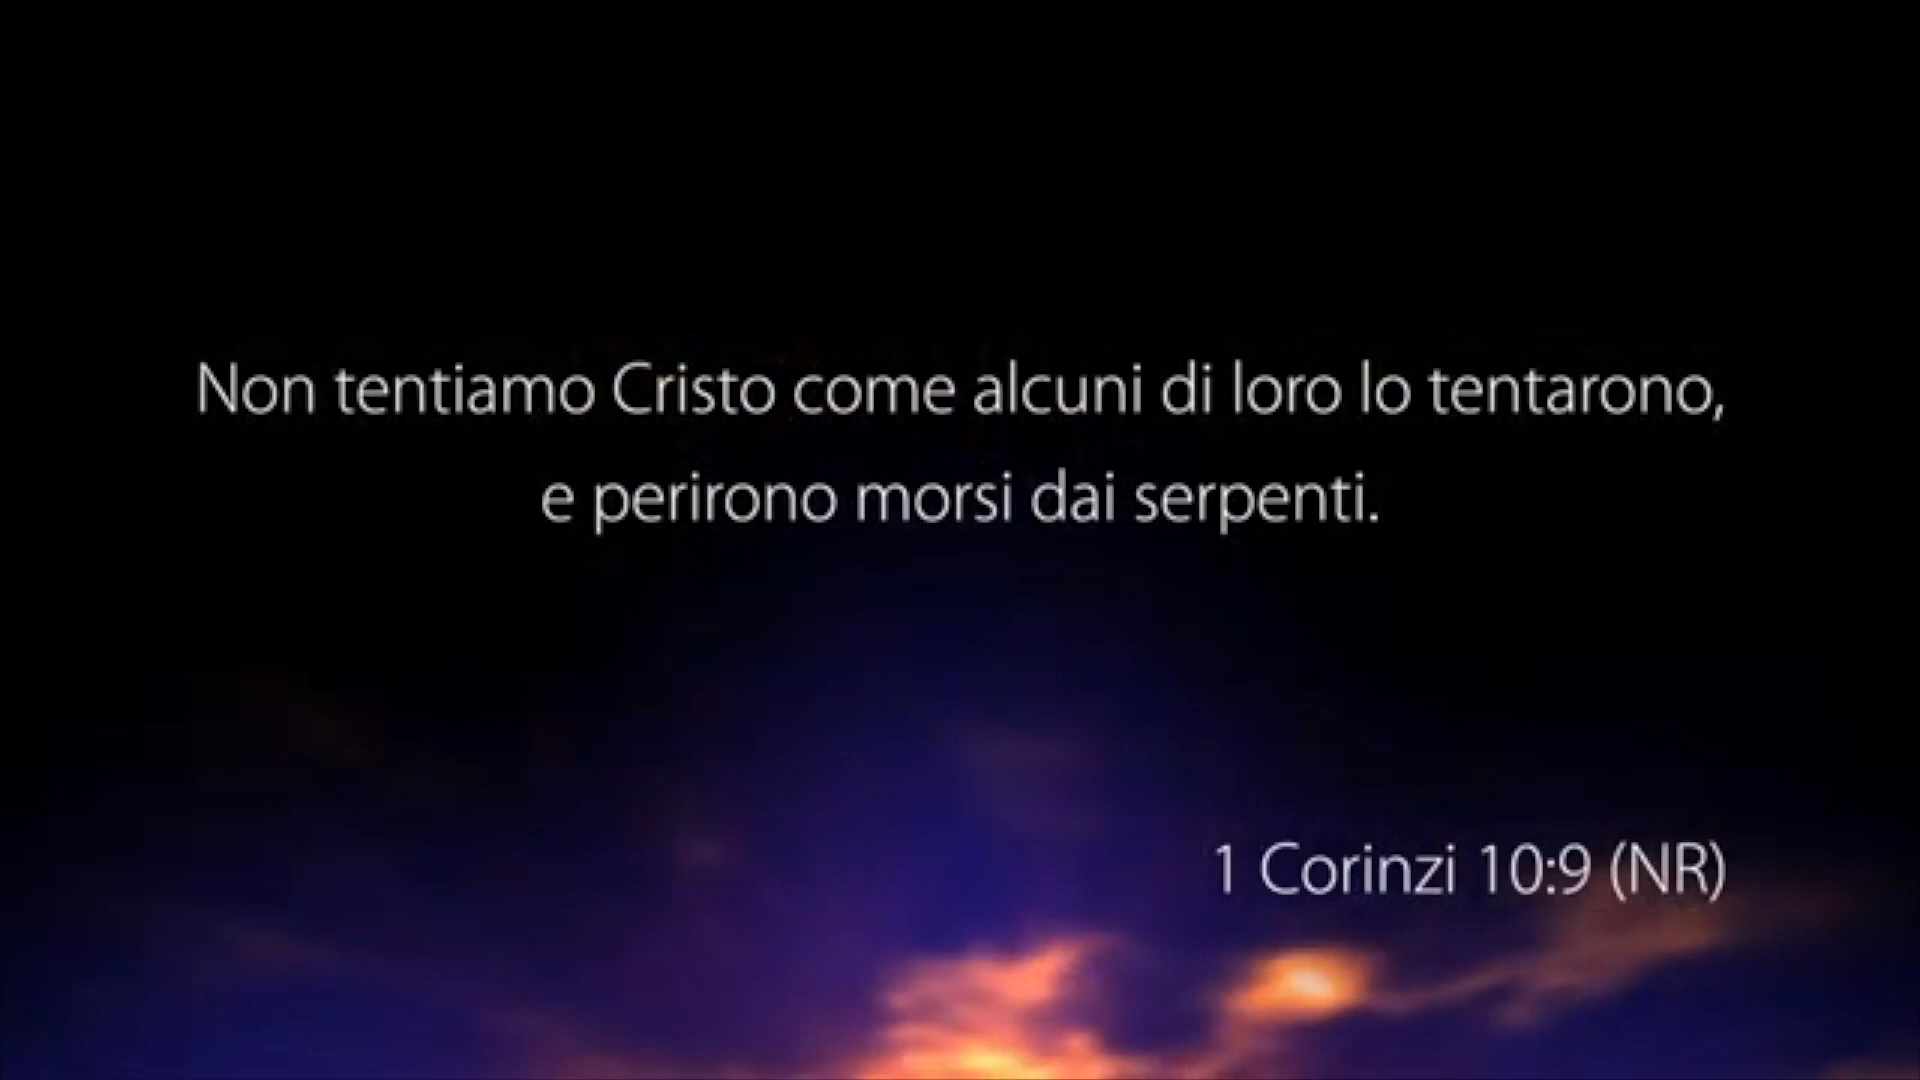 Non tentiamo Cristo come alcuni di loro lo tentarono,
e perirono morsi dai serpenti.
1 Corinzi 10:9 (NR)